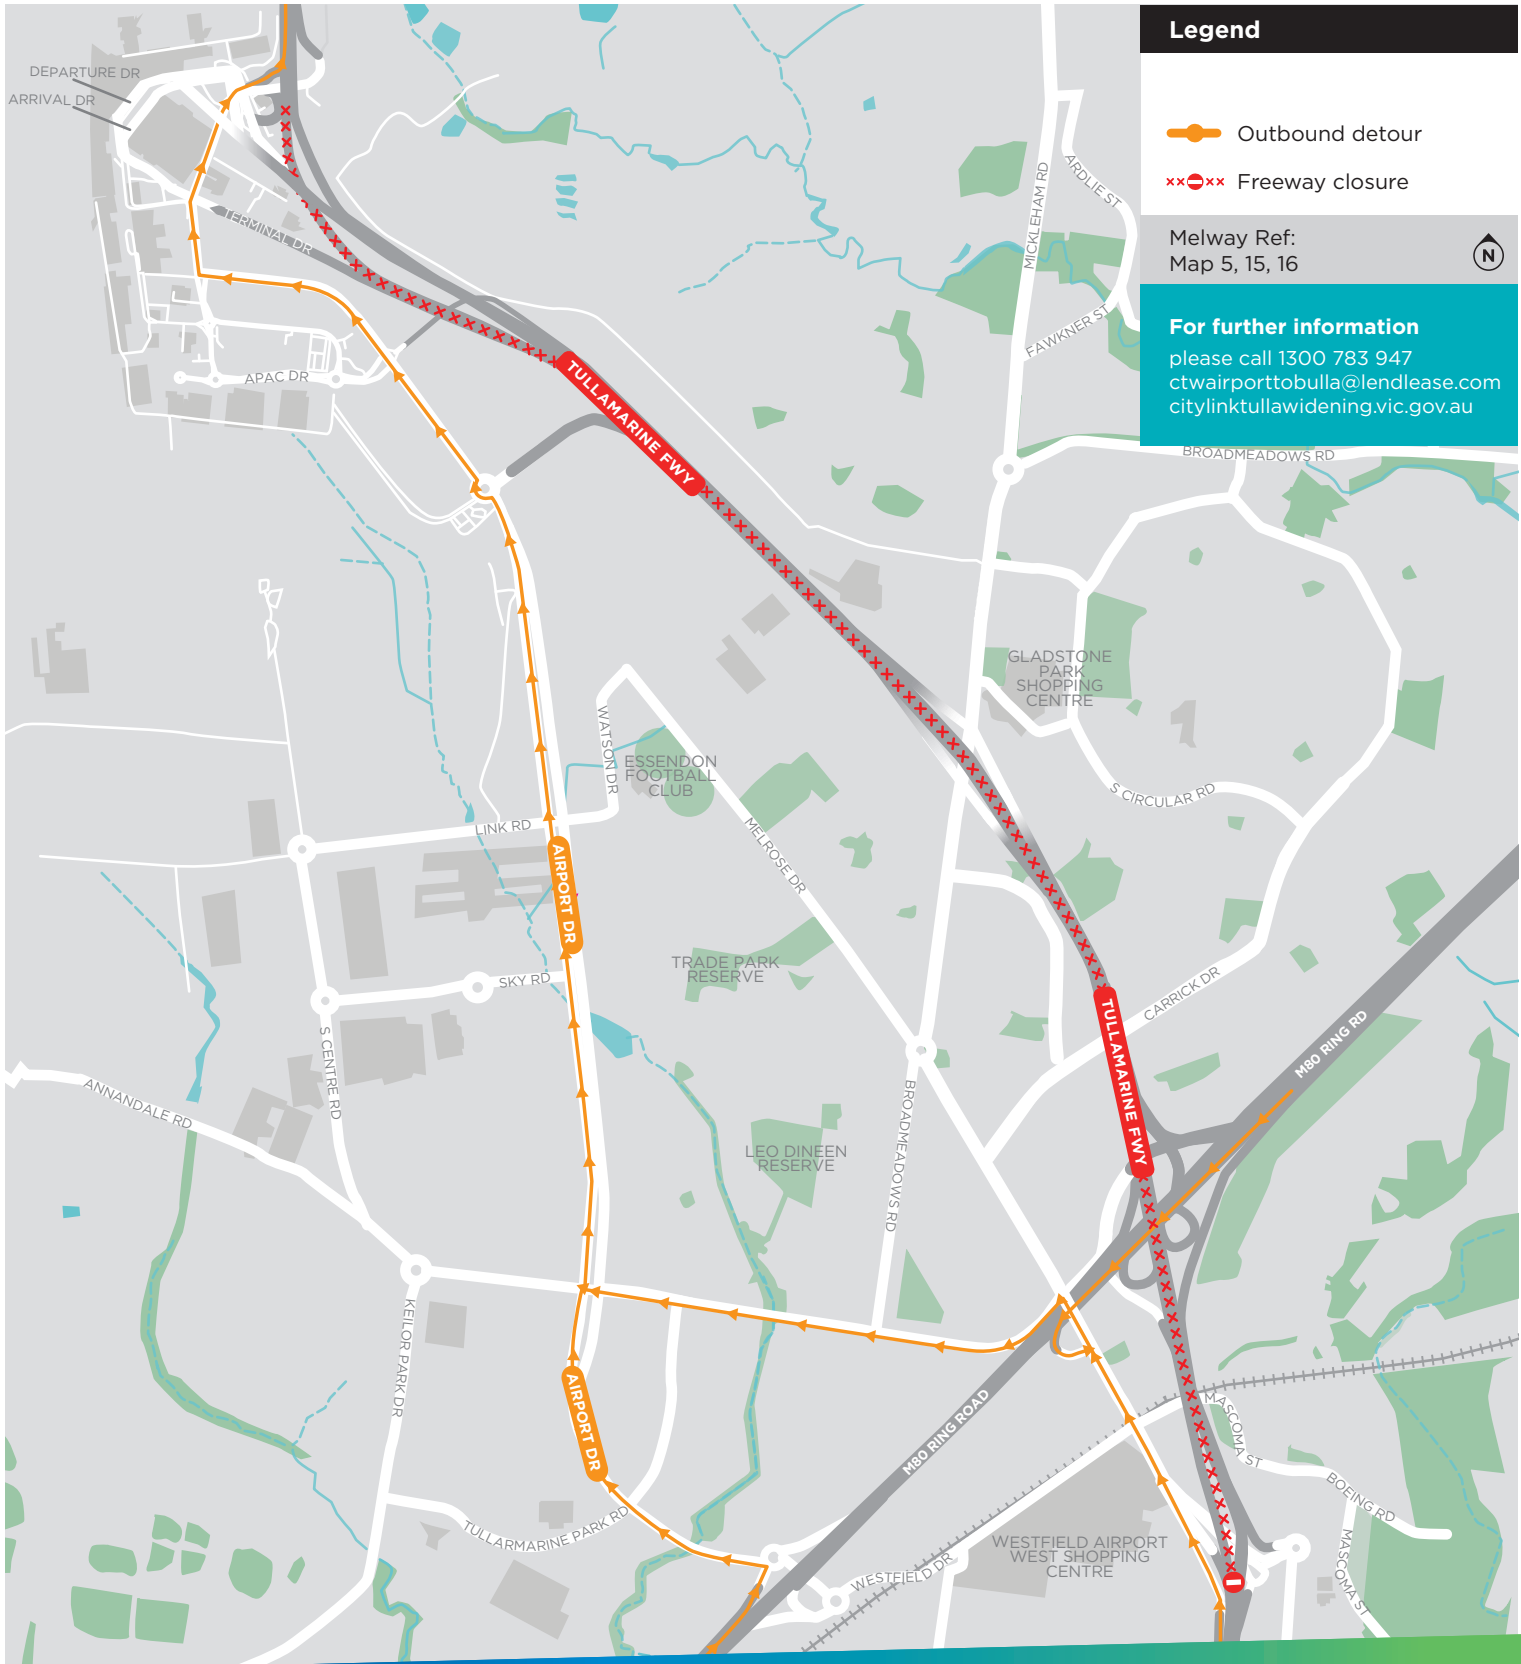 Legend
Outbound detour
Freeway closure
Melway Ref:
Map 5, 15, 16
N
For further information
please call 1300 783 947
ctwairporttobulla@lendlease.com
citylinktullawidening.vic.gov.au
DEPARTURE DR
ARRIVAL DR
TERMINAL DR
APAC DR
TULLAMARINE FWY
MICKLEHAM RD
ARDLIE ST
FAWKNER ST
BROADMEADOWS RD
GLADSTONE
PARK
SHOPPING
CENTRE
S CIRCULAR RD
WATSON DR
ESSENDON
FOOTBALL
CLUB
LINK RD
MELROSE DR
AIRPORT DR
TRADE PARK
RESERVE
SKY RD
S CENTRE RD
CARRICK DR
TULLAMARINE FWY
M80 RING RD
ANNANDALE RD
BROADMEADOWS RD
LEO DINEEN
RESERVE
KEILOR PARK DR
AIRPORT DR
M80 RING ROAD
MASCOMA ST
BOEING RD
TULLARMARINE PARK RD
WESTFIELD DR
WESTFIELD AIRPORT
WEST SHOPPING
CENTRE
MASCOMA ST